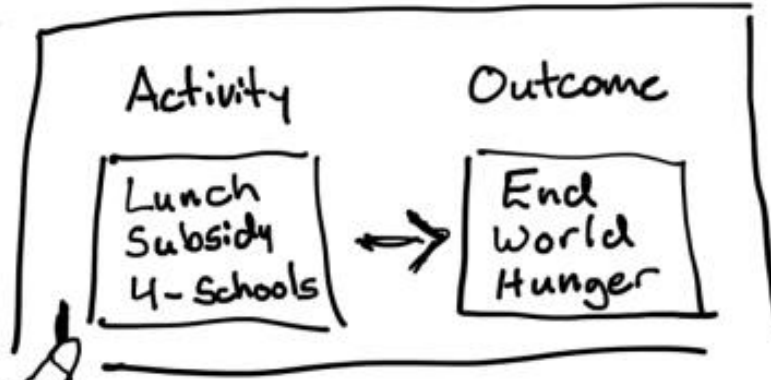 Activity
Outcome
Lunch
Subsidy
4-Schools
End
World
Hunger